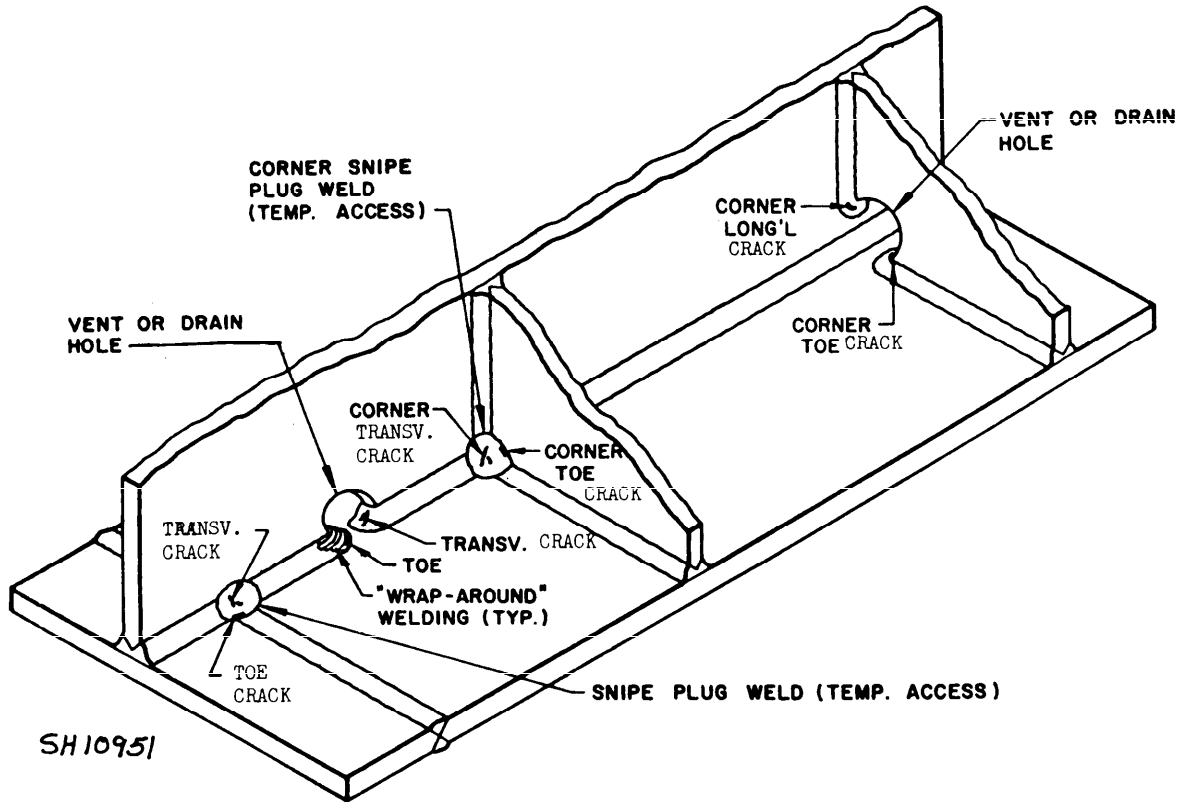 VENT OR DRAIN
HOLE
CORNER SNIPE
PLUG WELD
(TEMP. ACCESS)
CORNER
LONG'L
CRACK
CORNER
TOE CRACK
VENT OR DRAIN
HOLE
CORNER
TRANSV.
CRACK
CORNER
TOE
CRACK
TRANSV.
CRACK
TRANSV. CRACK
TOE
"WRAP-AROUND"
WELDING (TYP.)
TOE
CRACK
SNIPE PLUG WELD (TEMP. ACCESS)
SH10951